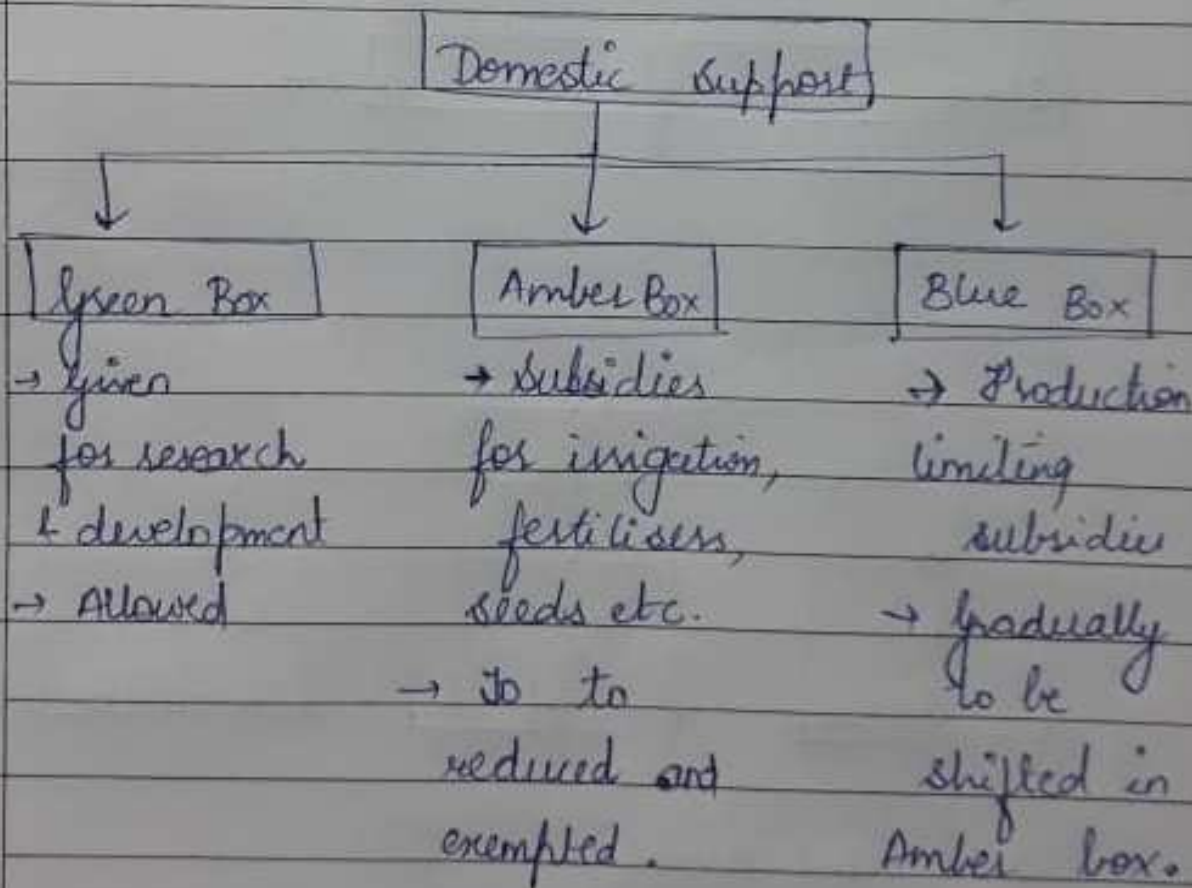 Domestic support
Green Box
→ Given
for research
& development
→ Allowed
Amber Box
→ Subsidies
for irrigation,
fertilisers,
seeds etc.
→ To to
reduced and
exempted.
Blue Box
→ Production
limiting
subsidies
→ Gradually
to be
shifted in
Amber box.